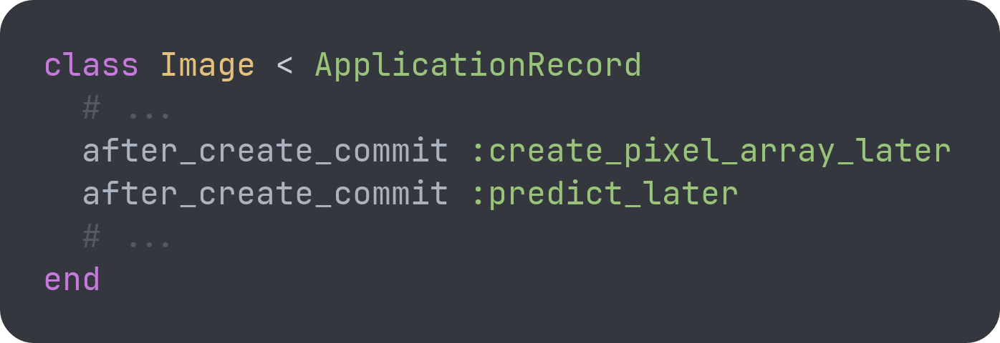 class Image < ApplicationRecord
  # ...
  after_create_commit :create_pixel_array_later
  after_create_commit :predict_later
  # ...
end